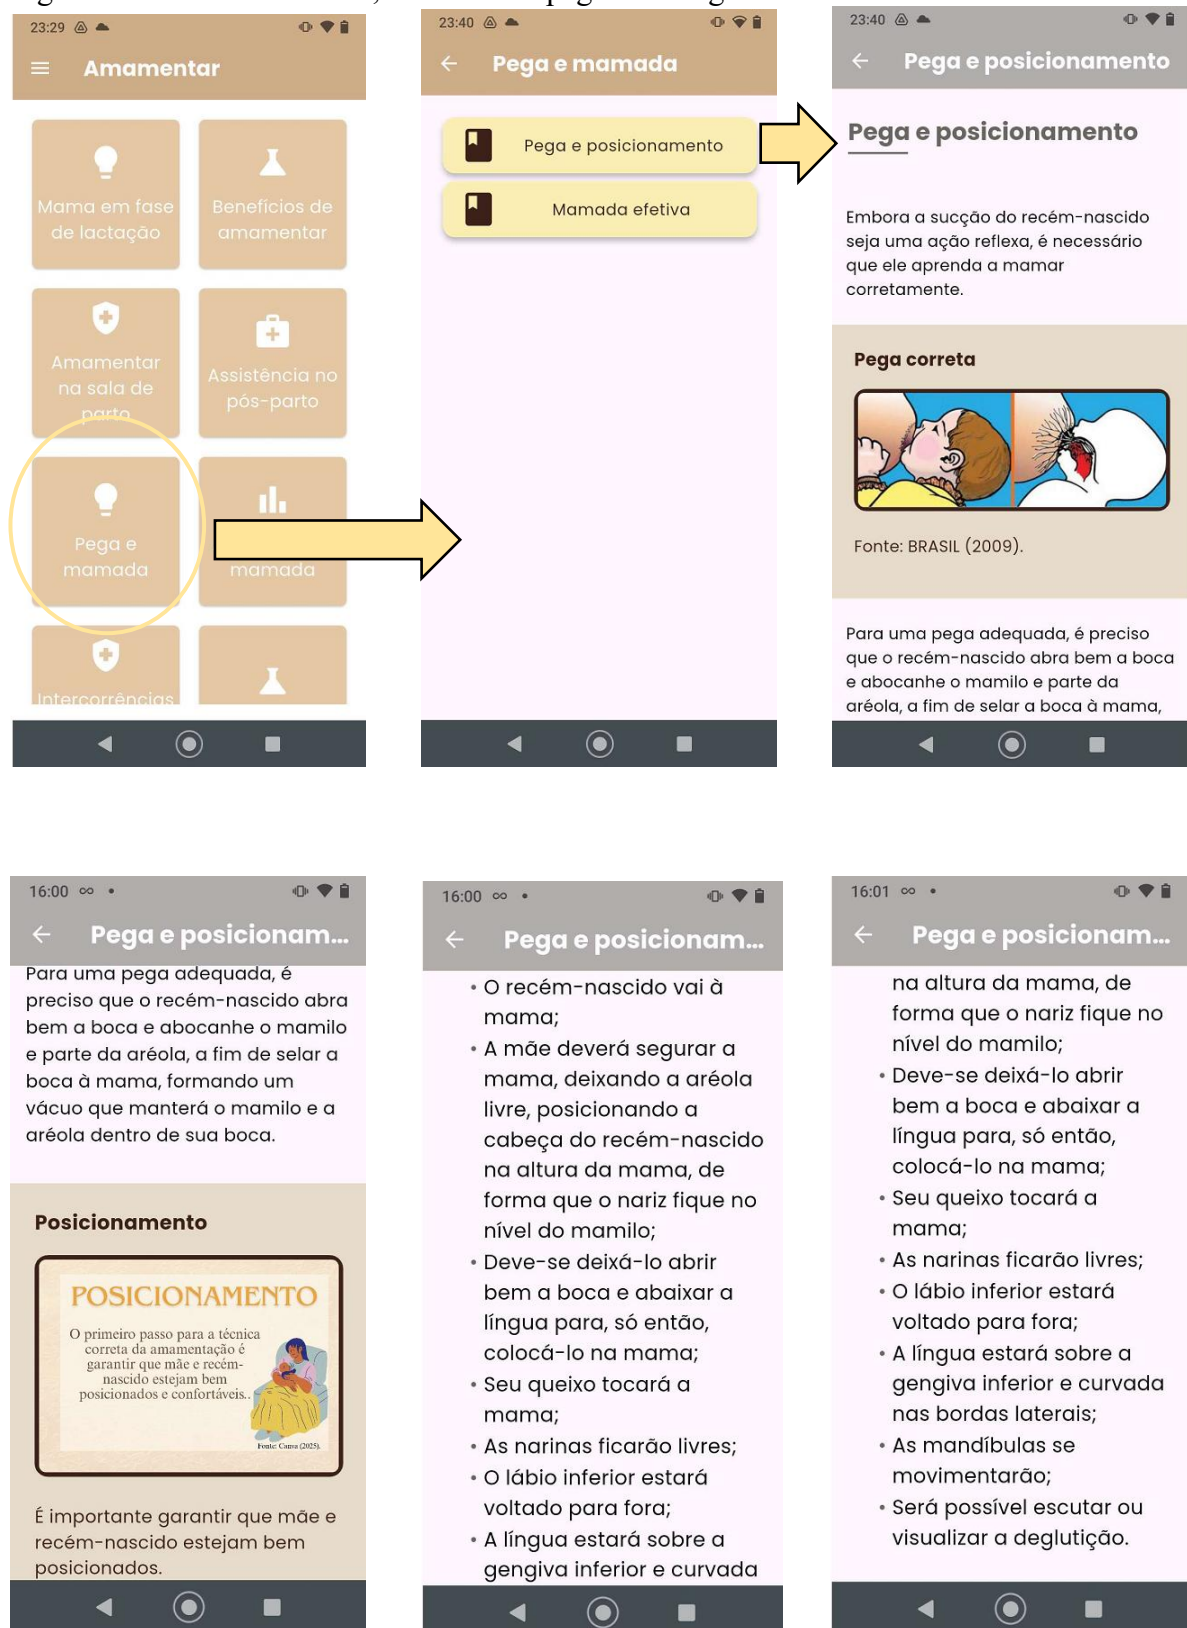 23:29
Amamentar
Mama em fase
de lactação
Benefícios de
amamentar
Amamentar
na sala de
parto
Assistência no
pós-parto
Pega e
mamada
mamada
Intercorrências
23:40
Pega e mamada
Pega e posicionamento
Mamada efetiva
23:40
Pega e posicionamento
Pega e posicionamento
Embora a sucção do recém-nascido
seja uma ação reflexa, é necessário
que ele aprenda a mamar
corretamente.
Pega correta
Fonte: BRASIL (2009).
Para uma pega adequada, é preciso
que o recém-nascido abra bem a boca
e abocanhe o mamilo e parte da
aréola, a fim de selar a boca à mama,
16:00
Pega e posicionam...
Para uma pega adequada, é
preciso que o recém-nascido abra
bem a boca e abocanhe o mamilo
e parte da aréola, a fim de selar a
boca à mama, formando um
vácuo que manterá o mamilo e a
aréola dentro de sua boca.
Posicionamento
POSICIONAMENTO
O primeiro passo para a técnica
correta da amamentação é
garantir que mãe e recém-
nascido estejam bem
posicionados e confortáveis..
Fonte: Canva (2025).
É importante garantir que mãe e
recém-nascido estejam bem
posicionados.
16:00
Pega e posicionam...
• O recém-nascido vai à
mama;
• A mãe deverá segurar a
mama, deixando a aréola
livre, posicionando a
cabeça do recém-nascido
na altura da mama, de
forma que o nariz fique no
nível do mamilo;
• Deve-se deixá-lo abrir
bem a boca e abaixar a
língua para, só então,
colocá-lo na mama;
• Seu queixo tocará a
mama;
• As narinas ficarão livres;
• O lábio inferior estará
voltado para fora;
• A língua estará sobre a
gengiva inferior e curvada
16:01
Pega e posicionam...
na altura da mama, de
forma que o nariz fique no
nível do mamilo;
• Deve-se deixá-lo abrir
bem a boca e abaixar a
língua para, só então,
colocá-lo na mama;
• Seu queixo tocará a
mama;
• As narinas ficarão livres;
• O lábio inferior estará
voltado para fora;
• A língua estará sobre a
gengiva inferior e curvada
nas bordas laterais;
• As mandíbulas se
movimentarão;
• Será possível escutar ou
visualizar a deglutição.